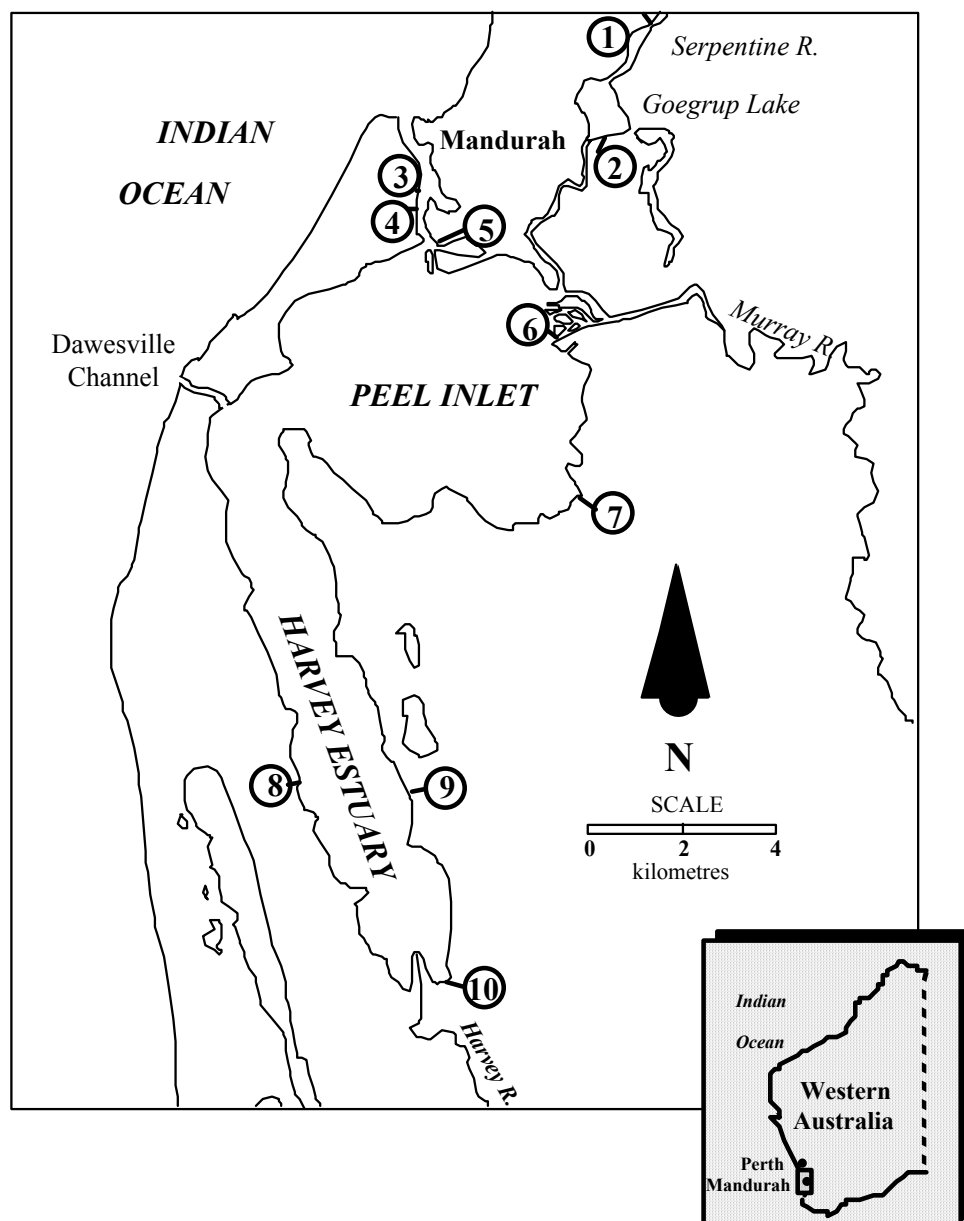 1
Serpentine R.
Goegrup Lake
INDIAN
OCEAN
Mandurah
2
3
4
5
6
Murray R.
Dawesville
Channel
PEEL INLET
7
HARVEY ESTUARY
N
8
9
SCALE
0 2 4
kilometres
10
Harvey R.
Indian
Ocean
Western
Australia
Perth
Mandurah